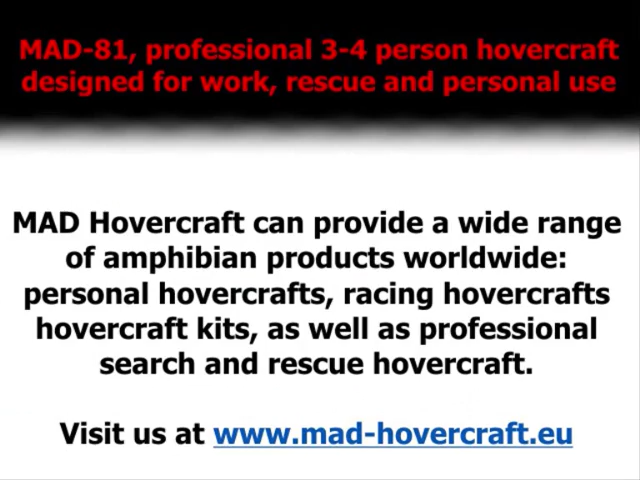 MAD-81, professional 3-4 person hovercraft
designed for work, rescue and personal use
MAD Hovercraft can provide a wide range
of amphibian products worldwide:
personal hovercrafts, racing hovercrafts
hovercraft kits, as well as professional
search and rescue hovercraft.
Visit us at www.mad-hovercraft.eu